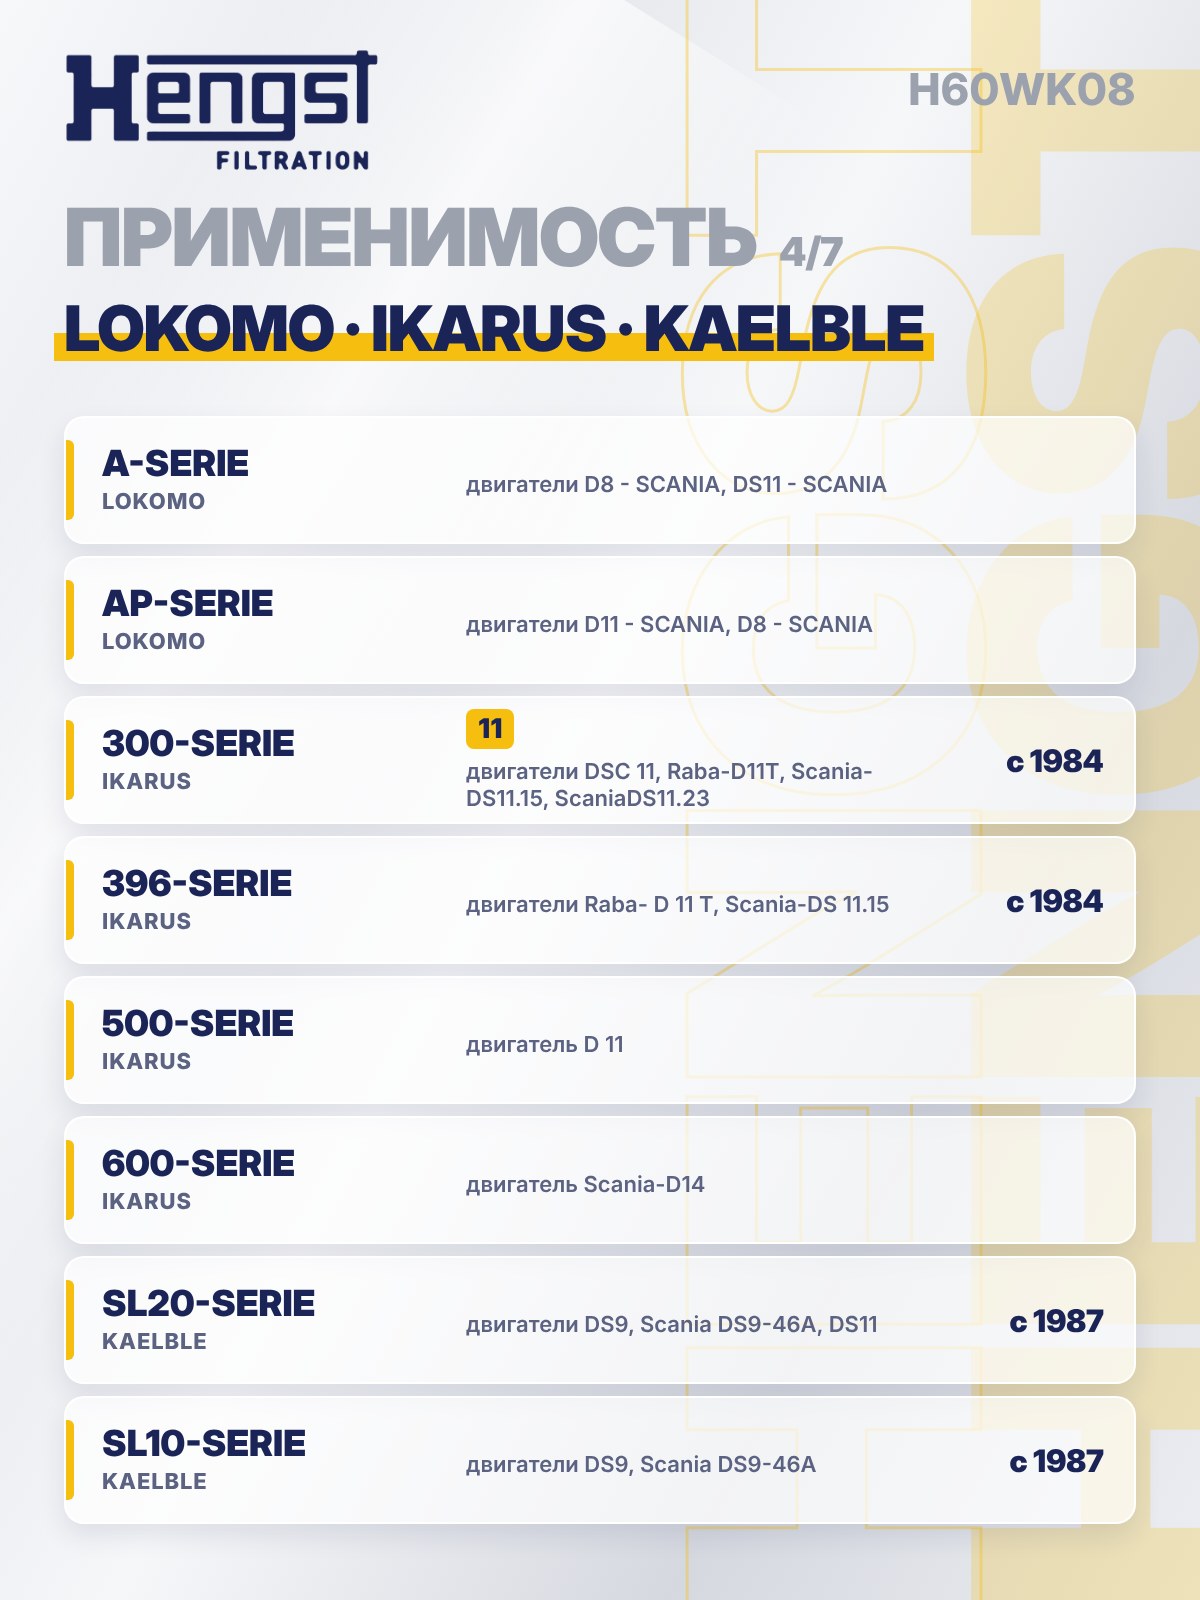 Hengst
FILTRATION
H60WK08
ПРИМЕНИМОСТЬ 4/7
LOKOMO · IKARUS · KAELBLE
A-SERIE
LOKOMO
двигатели D8 - SCANIA, DS11 - SCANIA
AP-SERIE
LOKOMO
двигатели D11 - SCANIA, D8 - SCANIA
300-SERIE
IKARUS
11
двигатели DSC 11, Raba-D11T, Scania-
DS11.15, ScaniaDS11.23
с 1984
396-SERIE
IKARUS
двигатели Raba- D 11 T, Scania-DS 11.15
с 1984
500-SERIE
IKARUS
двигатель D 11
600-SERIE
IKARUS
двигатель Scania-D14
SL20-SERIE
KAELBLE
двигатели DS9, Scania DS9-46A, DS11
с 1987
SL10-SERIE
KAELBLE
двигатели DS9, Scania DS9-46A
с 1987
HENGST